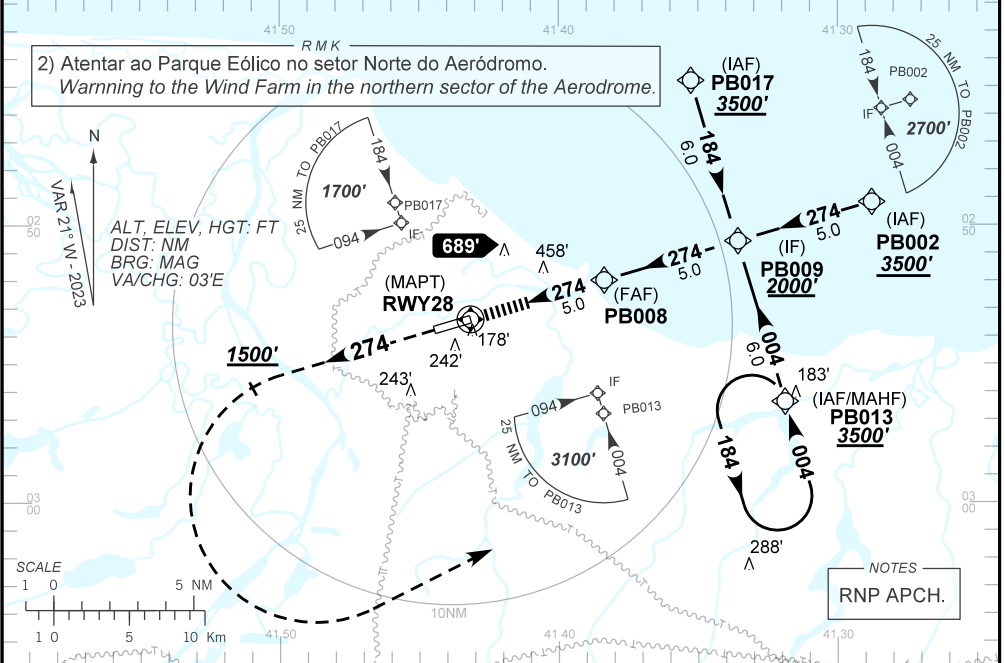 41 50
41 40
41 30
RMK
2) Atentar ao Parque Eólico no setor Norte do Aeródromo.
Warnning to the Wind Farm in the northern sector of the Aerodrome.
(IAF)
PB017
3500'
184
6.0
25 NM TO PB002
184
PB002
IF
2700'
004
N
VAR 21° W - 2023
ALT, ELEV, HGT: FT
DIST: NM
BRG: MAG
VA/CHG: 03'E
25 NM TO PB017
184
1700'
PB017
IF
094
02
50
02
50
274
5.0
(IAF)
PB002
3500'
(IF)
PB009
2000'
274
5.0
689'
458'
(FAF)
PB008
274
5.0
(MAPT)
RWY28
178'
242'
243'
274
1500'
004
6.0
183'
(IAF/MAHF)
PB013
3500'
184
004
288'
IF
094
PB013
25 NM TO PB013
3100'
004
03
00
03
00
SCALE
1 0 5 NM
1 0 5 10 Km
10NM
NOTES
RNP APCH.
41 50
41 40
41 30